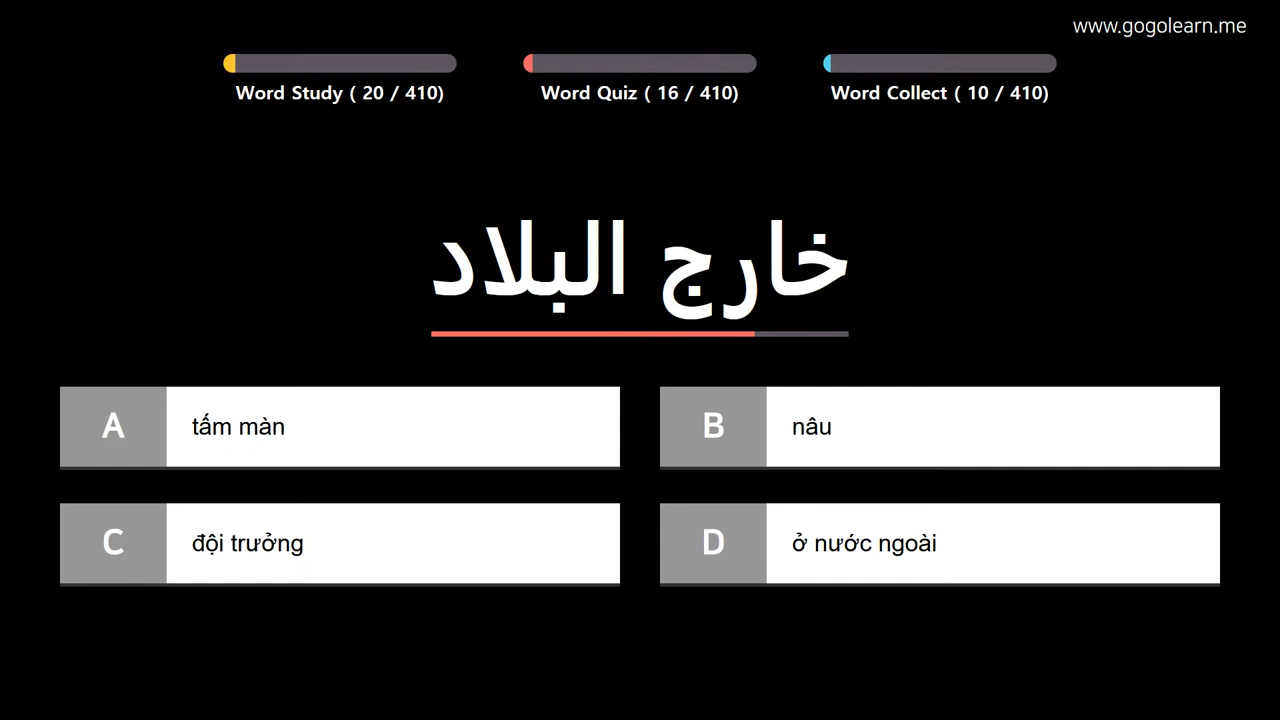 www.gogolearn.me
Word Study ( 20 / 410)
Word Quiz ( 16 / 410)
Word Collect ( 10 / 410)
خارج البلاد
A
tấm màn
B
nâu
C
đội trưởng
D
ở nước ngoài